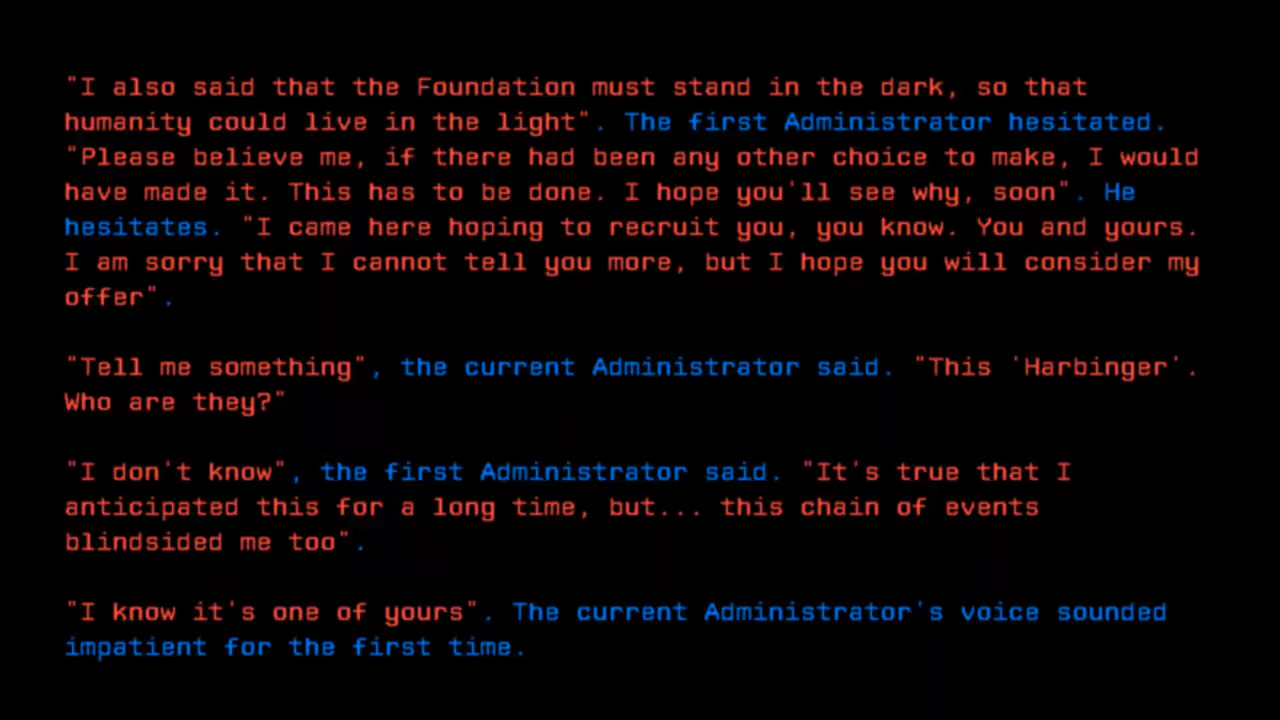 "I also said that the Foundation must stand in the dark, so that
humanity could live in the light". The first Administrator hesitated.
"Please believe me, if there had been any other choice to make, I would
have made it. This has to be done. I hope you'll see why, soon". He
hesitates. "I came here hoping to recruit you, you know. You and yours.
I am sorry that I cannot tell you more, but I hope you will consider my
offer".
"Tell me something", the current Administrator said. "This 'Harbinger'.
Who are they?"
"I don't know", the first Administrator said. "It's true that I
anticipated this for a long time, but... this chain of events
blindsided me too".
"I know it's one of yours". The current Administrator's voice sounded
impatient for the first time.